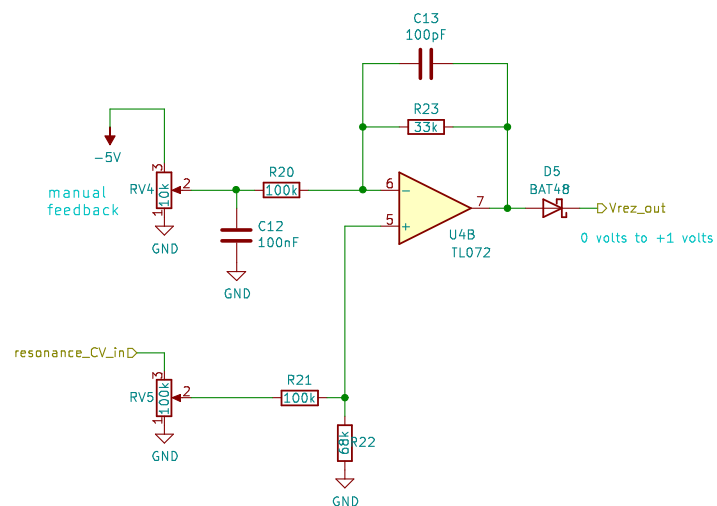 C13
100pF
R23
33k
-5V
3
RV4
10k
2
1
GND
manual
feedback
R20
100k
C12
100nF
GND
6
-
5
+
7
U4B
TL072
D5
BAT48
Vrez_out
0 volts to +1 volts
resonance_CV_in
3
RV5
100k
2
1
GND
R21
100k
68k
R22
GND